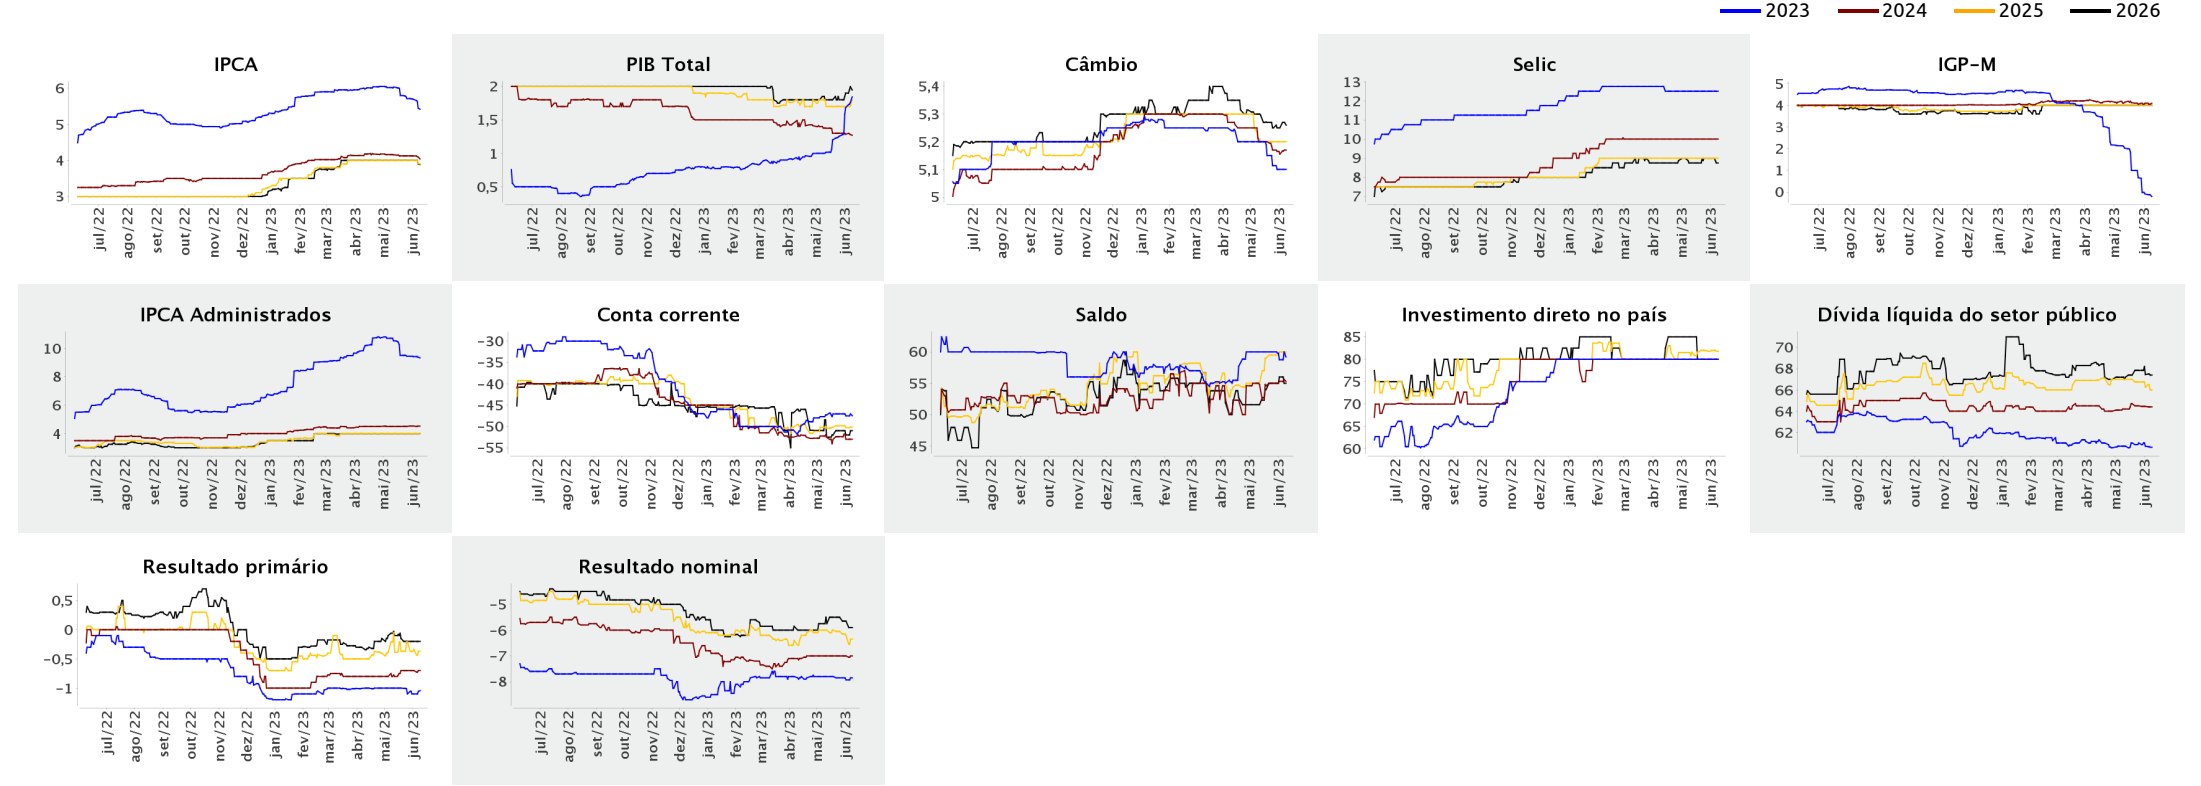 2023 2024 2025 2026
IPCA
6
5
4
3
jul/22 ago/22 set/22 out/22 nov/22 dez/22 jan/23 fev/23 mar/23 abr/23 mai/23 jun/23
PIB Total
2
1,5
1
0,5
jul/22 ago/22 set/22 out/22 nov/22 dez/22 jan/23 fev/23 mar/23 abr/23 mai/23 jun/23
Câmbio
5,4
5,3
5,2
5,1
5
jul/22 ago/22 set/22 out/22 nov/22 dez/22 jan/23 fev/23 mar/23 abr/23 mai/23 jun/23
Selic
13
12
11
10
9
8
7
jul/22 ago/22 set/22 out/22 nov/22 dez/22 jan/23 fev/23 mar/23 abr/23 mai/23 jun/23
IGP-M
5
4
3
2
1
0
jul/22 ago/22 set/22 out/22 nov/22 dez/22 jan/23 fev/23 mar/23 abr/23 mai/23 jun/23
IPCA Administrados
10
8
6
4
jul/22 ago/22 set/22 out/22 nov/22 dez/22 jan/23 fev/23 mar/23 abr/23 mai/23 jun/23
Conta corrente
-30
-35
-40
-45
-50
-55
jul/22 ago/22 set/22 out/22 nov/22 dez/22 jan/23 fev/23 mar/23 abr/23 mai/23 jun/23
Saldo
60
55
50
45
jul/22 ago/22 set/22 out/22 nov/22 dez/22 jan/23 fev/23 mar/23 abr/23 mai/23 jun/23
Investimento direto no país
85
80
75
70
65
60
jul/22 ago/22 set/22 out/22 nov/22 dez/22 jan/23 fev/23 mar/23 abr/23 mai/23 jun/23
Dívida líquida do setor público
70
68
66
64
62
jul/22 ago/22 set/22 out/22 nov/22 dez/22 jan/23 fev/23 mar/23 abr/23 mai/23 jun/23
Resultado primário
0,5
0
-0,5
-1
jul/22 ago/22 set/22 out/22 nov/22 dez/22 jan/23 fev/23 mar/23 abr/23 mai/23 jun/23
Resultado nominal
-5
-6
-7
-8
jul/22 ago/22 set/22 out/22 nov/22 dez/22 jan/23 fev/23 mar/23 abr/23 mai/23 jun/23